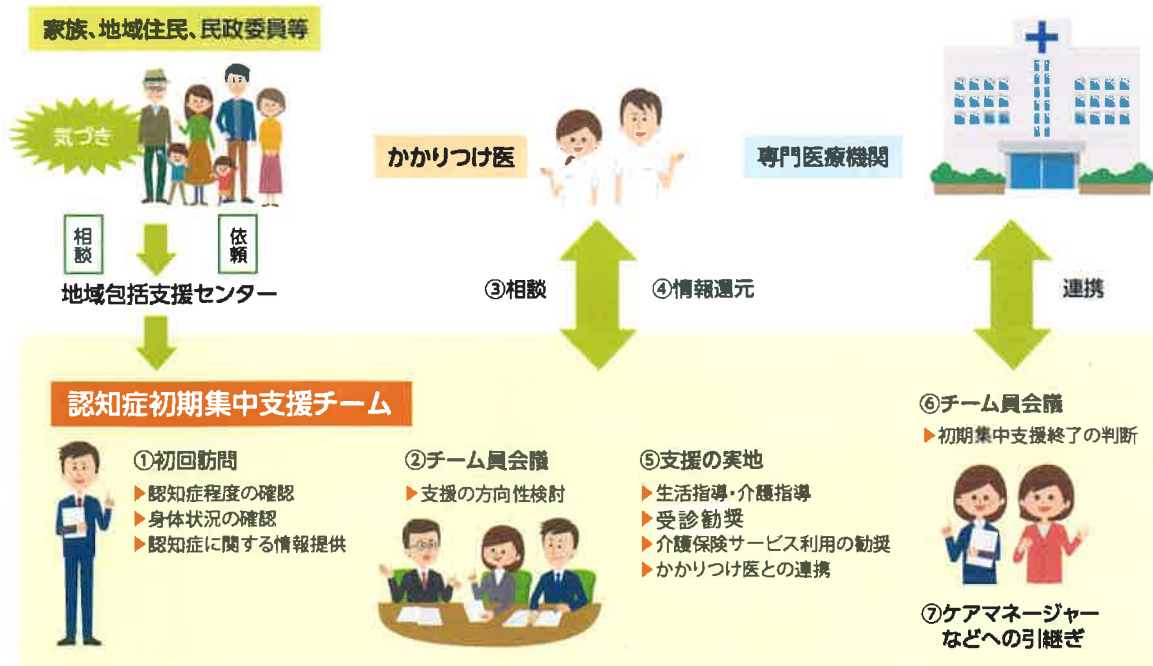 家族、地域住民、民政委員等
気づき
相談
依頼
地域包括支援センター
かかりつけ医
専門医療機関
③相談
④情報還元
連携
認知症初期集中支援チーム
①初回訪問
▶認知症程度の確認
▶身体状況の確認
▶認知症に関する情報提供
②チーム員会議
▶支援の方向性検討
⑤支援の実地
▶生活指導・介護指導
▶受診勧奨
▶介護保険サービス利用の勧奨
▶かかりつけ医との連携
⑥チーム員会議
▶初期集中支援終了の判断
⑦ケアマネージャー
などへの引継ぎ